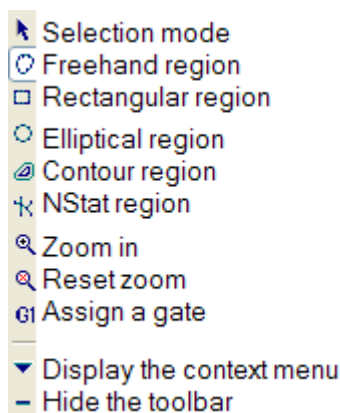 Selection mode
Freehand region
Rectangular region
Elliptical region
Contour region
NStat region
Zoom in
Reset zoom
G1 Assign a gate
Display the context menu
Hide the toolbar